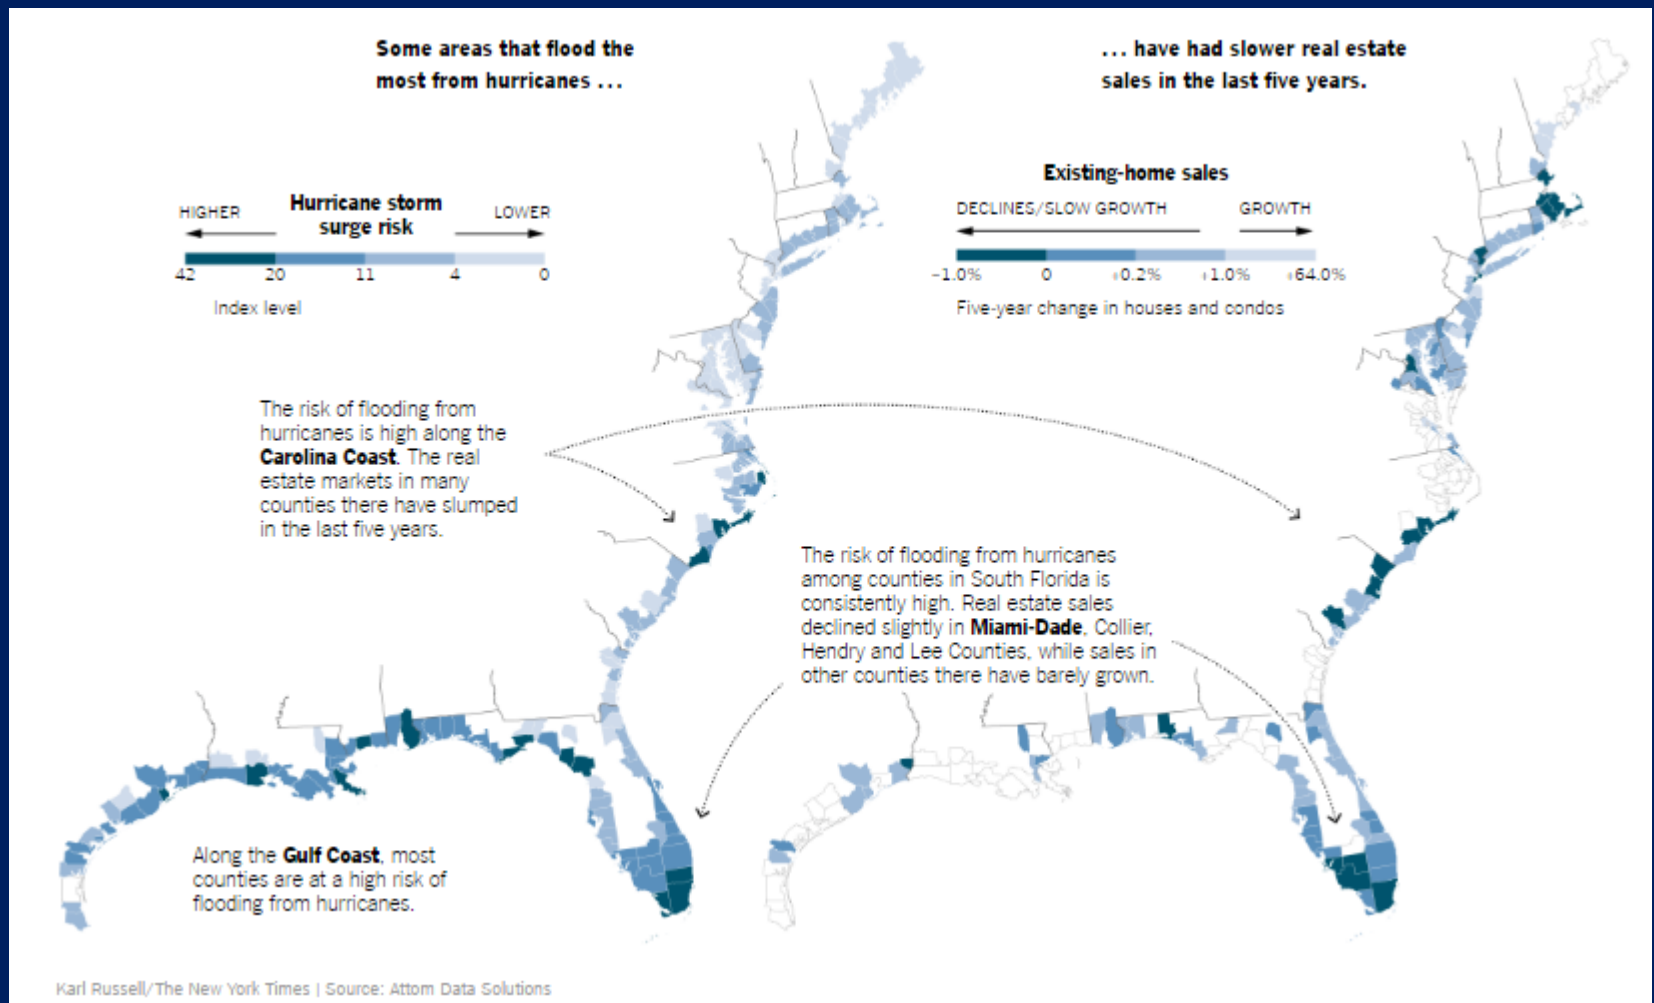 Some areas that flood the
most from hurricanes ...
... have had slower real estate
sales in the last five years.
HIGHER
Hurricane storm
surge risk
LOWER
42
20
11
4
0
Index level
Existing-home sales
DECLINES/SLOW GROWTH
GROWTH
−1.0%
0
+0.2%
+1.0%
+64.0%
Five-year change in houses and condos
The risk of flooding from
hurricanes is high along the
Carolina Coast. The real
estate markets in many
counties there have slumped
in the last five years.
The risk of flooding from hurricanes
among counties in South Florida is
consistently high. Real estate sales
declined slightly in Miami-Dade, Collier,
Hendry and Lee Counties, while sales in
other counties there have barely grown.
Along the Gulf Coast, most
counties are at a high risk of
flooding from hurricanes.
Karl Russell/The New York Times | Source: Attom Data Solutions